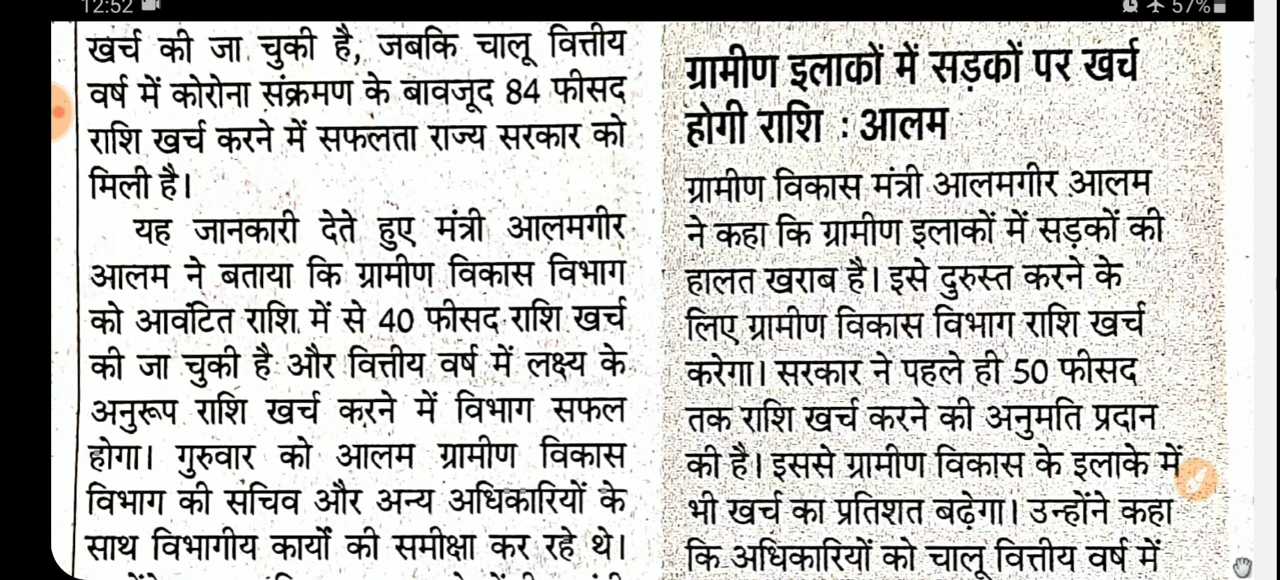 12:52
57%
खर्च की जा चुकी है, जबकि चालू वित्तीय
वर्ष में कोरोना संक्रमण के बावजूद 84 फीसद
राशि खर्च करने में सफलता राज्य सरकार को
मिली है।
यह जानकारी देते हुए मंत्री आलमगीर
आलम ने बताया कि ग्रामीण विकास विभाग
को आवंटित राशि में से 40 फीसद राशि खर्च
की जा चुकी है और वित्तीय वर्ष में लक्ष्य के
अनुरूप राशि खर्च करने में विभाग सफल
होगा। गुरुवार को आलम ग्रामीण विकास
विभाग की सचिव और अन्य अधिकारियों के
साथ विभागीय कार्यों की समीक्षा कर रहे थे।
ग्रामीण इलाकों में सड़कों पर खर्च
होगी राशि : आलम
ग्रामीण विकास मंत्री आलमगीर आलम
ने कहा कि ग्रामीण इलाकों में सड़कों की
हालत खराब है। इसे दुरुस्त करने के
लिए ग्रामीण विकास विभाग राशि खर्च
करेगा। सरकार ने पहले ही 50 फीसद
तक राशि खर्च करने की अनुमति प्रदान
की है। इससे ग्रामीण विकास के इलाके में
भी खर्च का प्रतिशत बढ़ेगा। उन्होंने कहा
कि अधिकारियों को चालू वित्तीय वर्ष में